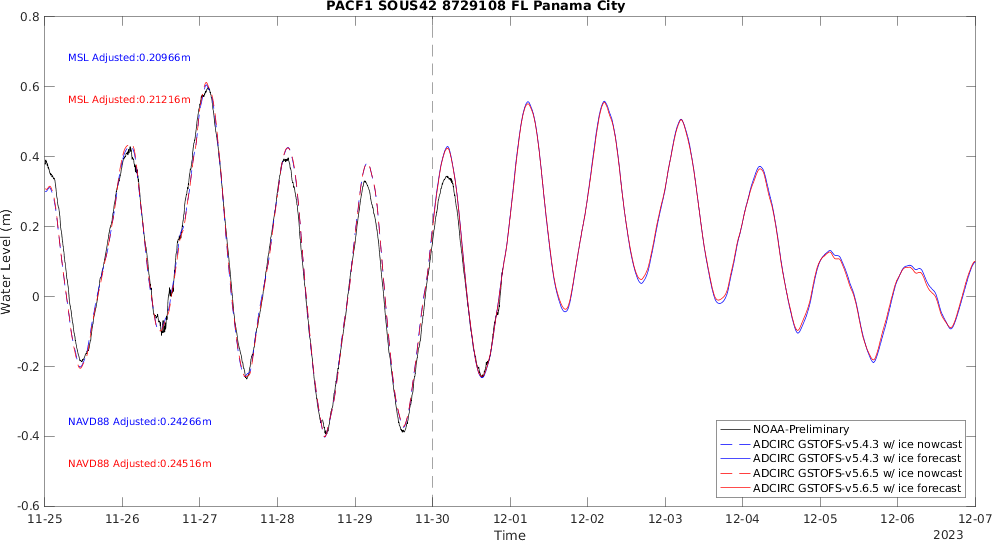 PACF1 SOUS42 8729108 FL Panama City
0.8
MSL Adjusted:0.20966m
0.6
MSL Adjusted:0.21216m
0.4
0.2
Water Level (m)
0
-0.2
NAVD88 Adjusted:0.24266m
-0.4
NAVD88 Adjusted:0.24516m
-0.6
NOAA-Preliminary
ADCIRC GSTOFS-v5.4.3 w/ ice nowcast
ADCIRC GSTOFS-v5.4.3 w/ ice forecast
ADCIRC GSTOFS-v5.6.5 w/ ice nowcast
ADCIRC GSTOFS-v5.6.5 w/ ice forecast
11-25 11-26 11-27 11-28 11-29 11-30 12-01 12-02 12-03 12-04 12-05 12-06 12-07
Time
2023